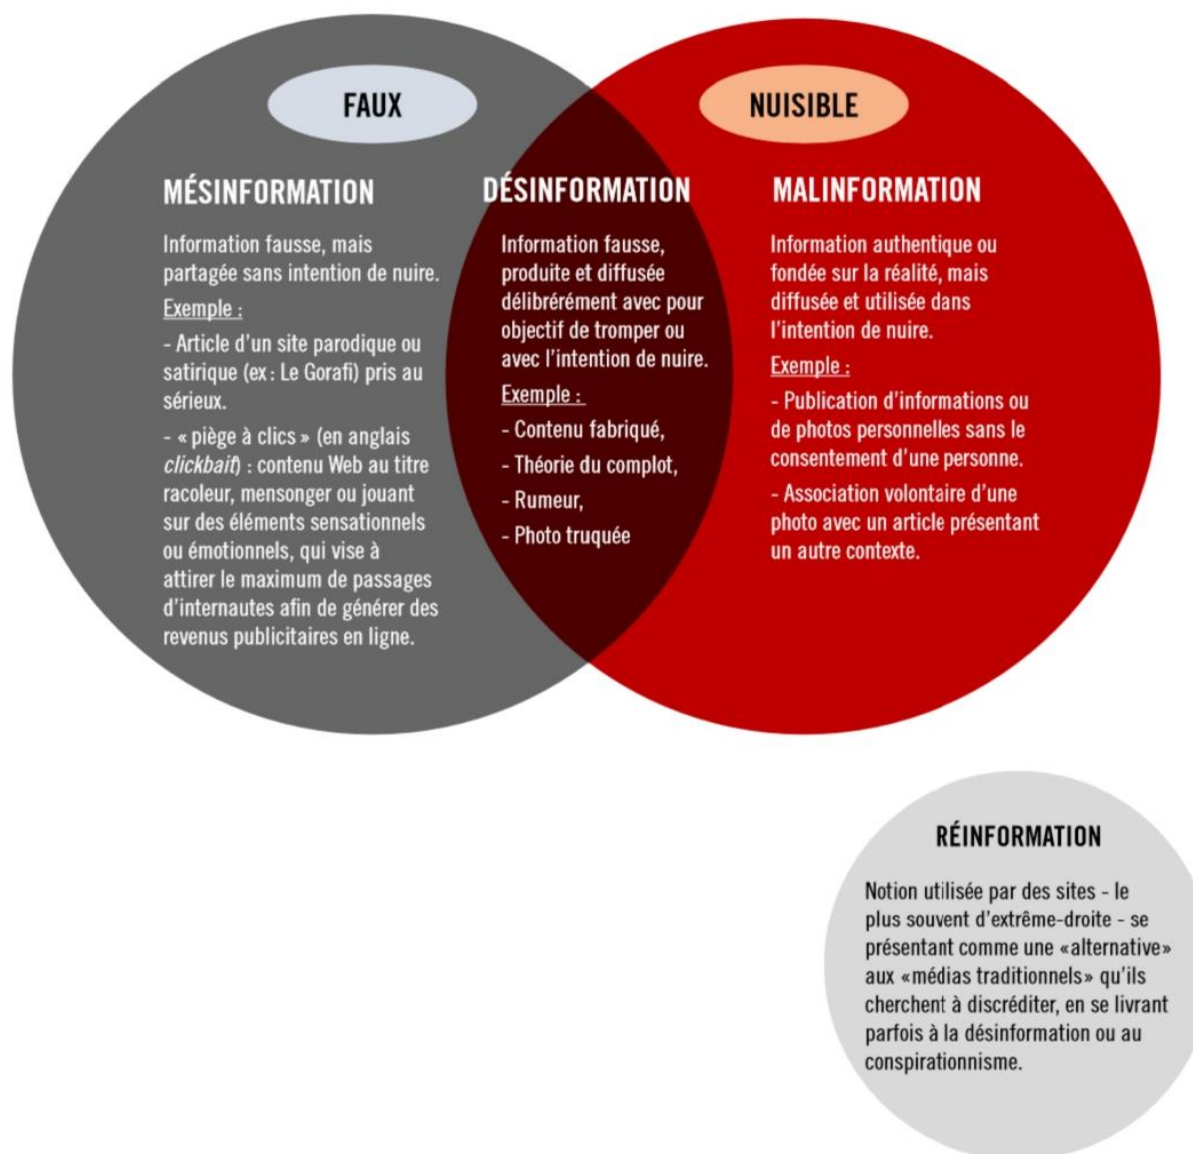 FAUX
MÉSINFORMATION
Information fausse, mais
partagée sans intention de nuire.
Exemple :
- Article d'un site parodique ou
satirique (ex : Le Gorafi) pris au
sérieux.
- « piège à clics » (en anglais
clickbait) : contenu Web au titre
racoleur, mensonger ou jouant
sur des éléments sensationnels
ou émotionnels, qui vise à
attirer le maximum de passages
d'internautes afin de générer des
revenus publicitaires en ligne.
DÉSINFORMATION
Information fausse,
produite et diffusée
délibrérément avec pour
objectif de tromper ou
avec l'intention de nuire.
Exemple :
- Contenu fabriqué,
- Théorie du complot,
- Rumeur,
- Photo truquée
NUISIBLE
MALINFORMATION
Information authentique ou
fondée sur la réalité, mais
diffusée et utilisée dans
l'intention de nuire.
Exemple :
- Publication d'informations ou
de photos personnelles sans le
consentement d'une personne.
- Association volontaire d'une
photo avec un article présentant
un autre contexte.
RÉINFORMATION
Notion utilisée par des sites - le
plus souvent d'extrême-droite - se
présentant comme une «alternative»
aux «médias traditionnels» qu'ils
cherchent à discréditer, en se livrant
parfois à la désinformation ou au
conspirationnisme.